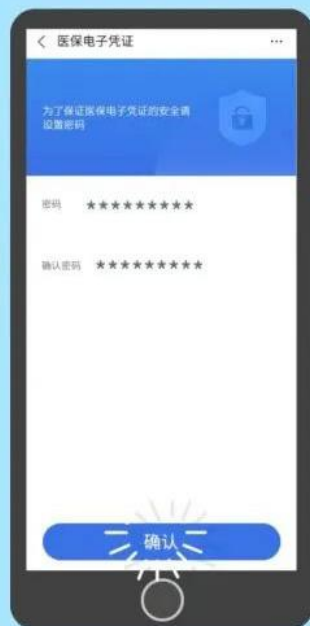 < 医保电子凭证 ...
为了保证医保电子凭证的安全请
设置密码
密码 *********
确认密码 *********
确认